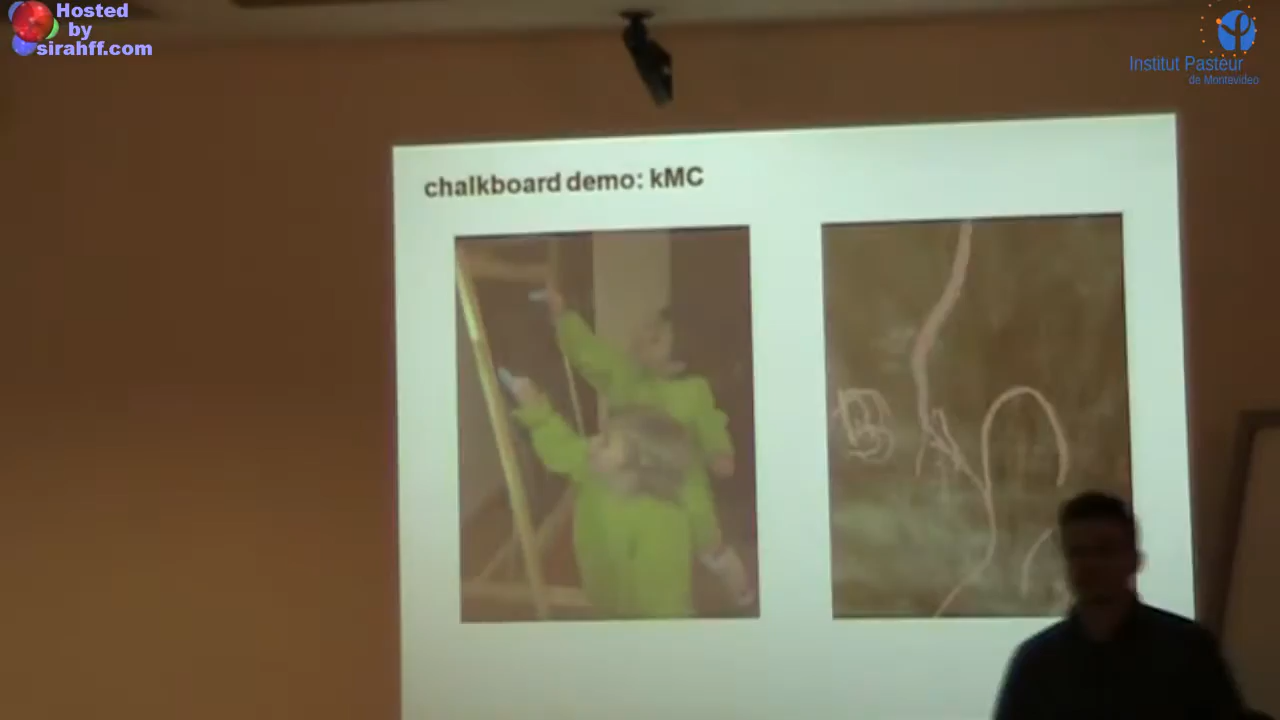 Hosted
by
sirahff.com
Institut Pasteur
de Montevideo
chalkboard demo: kMC
B